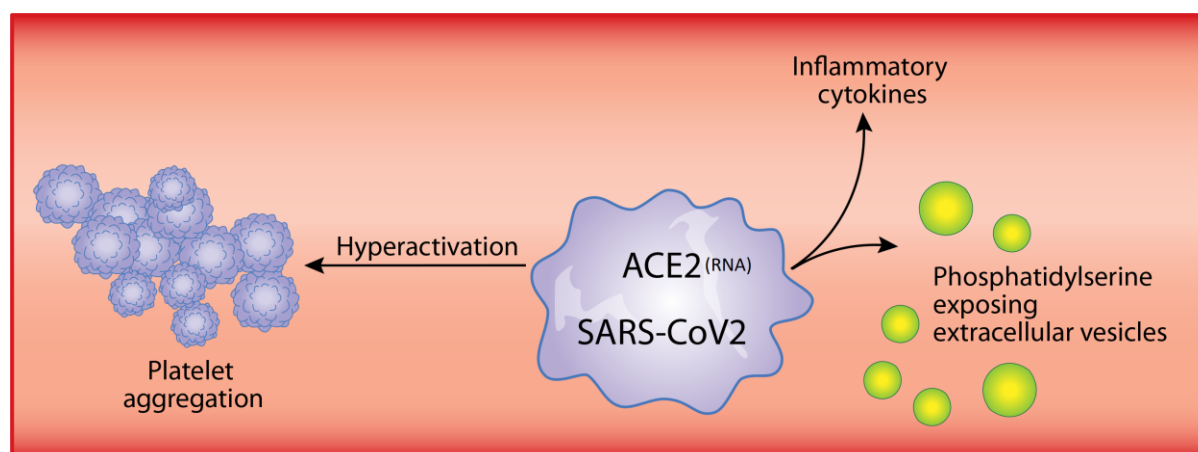 Inflammatory
cytokines
Hyperactivation
ACE2 (RNA)
SARS-CoV2
Phosphatidylserine
exposing
extracellular vesicles
Platelet
aggregation